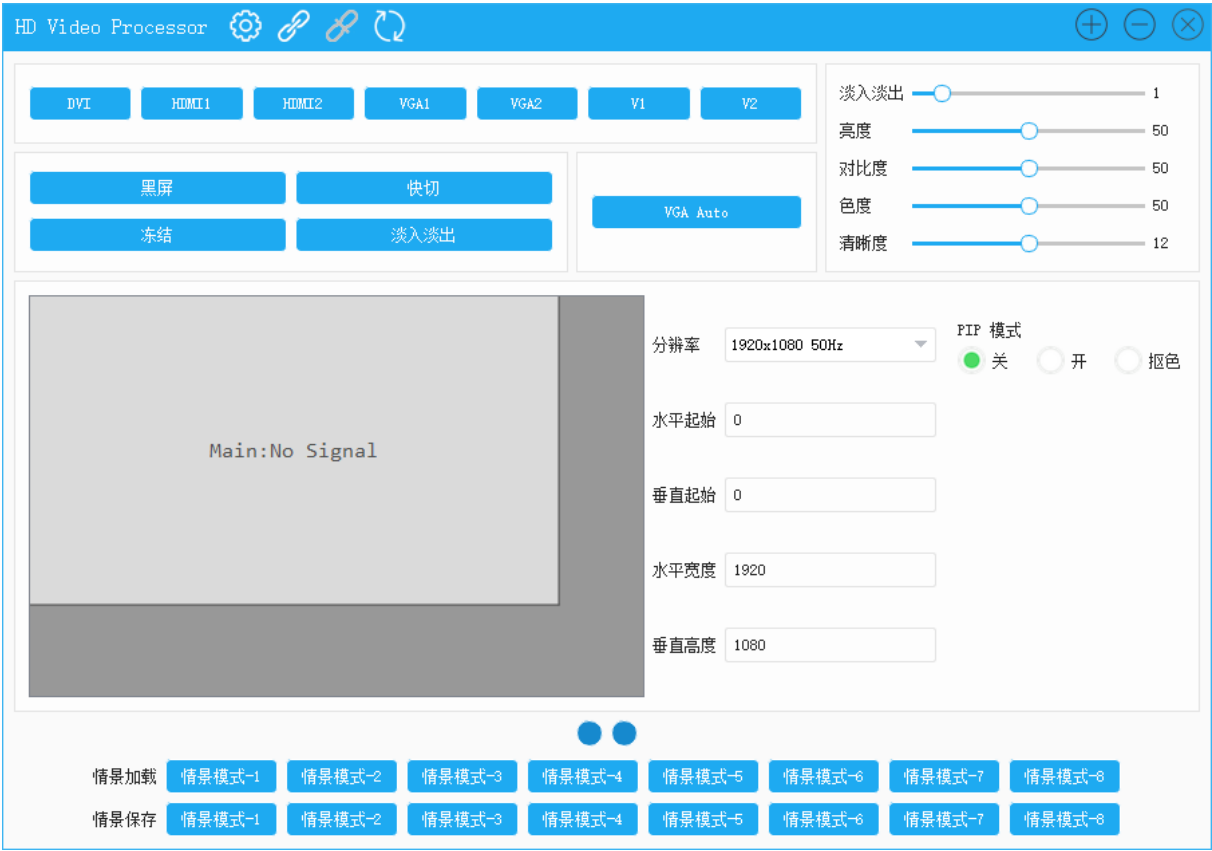 HD Video Processor
DVI HDMI1 HDMI2 VGA1 VGA2 V1 V2
淡入淡出 1
亮度 50
对比度 50
色度 50
清晰度 12
黑屏 快切
冻结 淡入淡出
VGA Auto
Main:No Signal
分辨率 1920x1080 50Hz
水平起始 0
垂直起始 0
水平宽度 1920
垂直高度 1080
PIP 模式
关 开 抠色
情景加载 情景模式-1 情景模式-2 情景模式-3 情景模式-4 情景模式-5 情景模式-6 情景模式-7 情景模式-8
情景保存 情景模式-1 情景模式-2 情景模式-3 情景模式-4 情景模式-5 情景模式-6 情景模式-7 情景模式-8